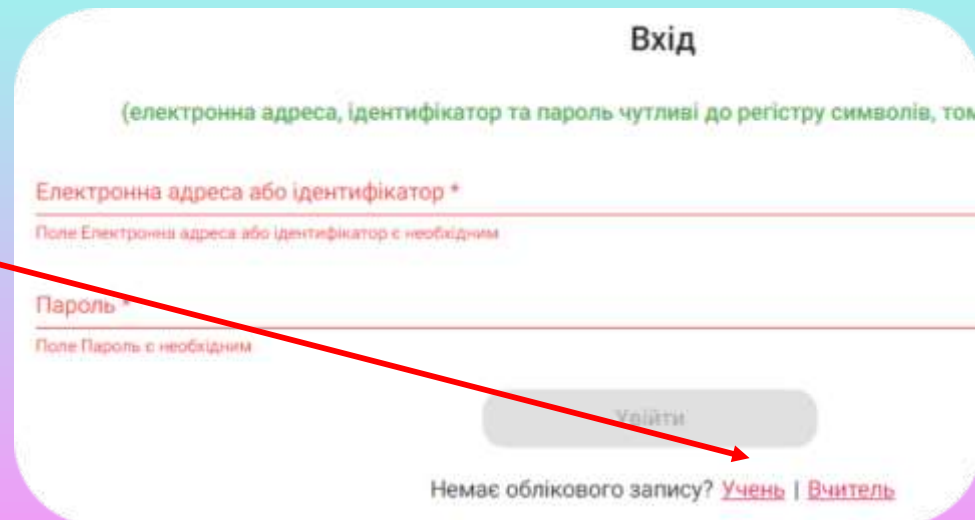 Вхід
(електронна адреса, ідентифікатор та пароль чутливі до регістру символів, том
Електронна адреса або ідентифікатор *
Поле Електронна адреса або ідентифікатор є необхідним
Пароль *
Поле Пароль є необхідним
Увійти
Немає облікового запису? Учень | Вчитель